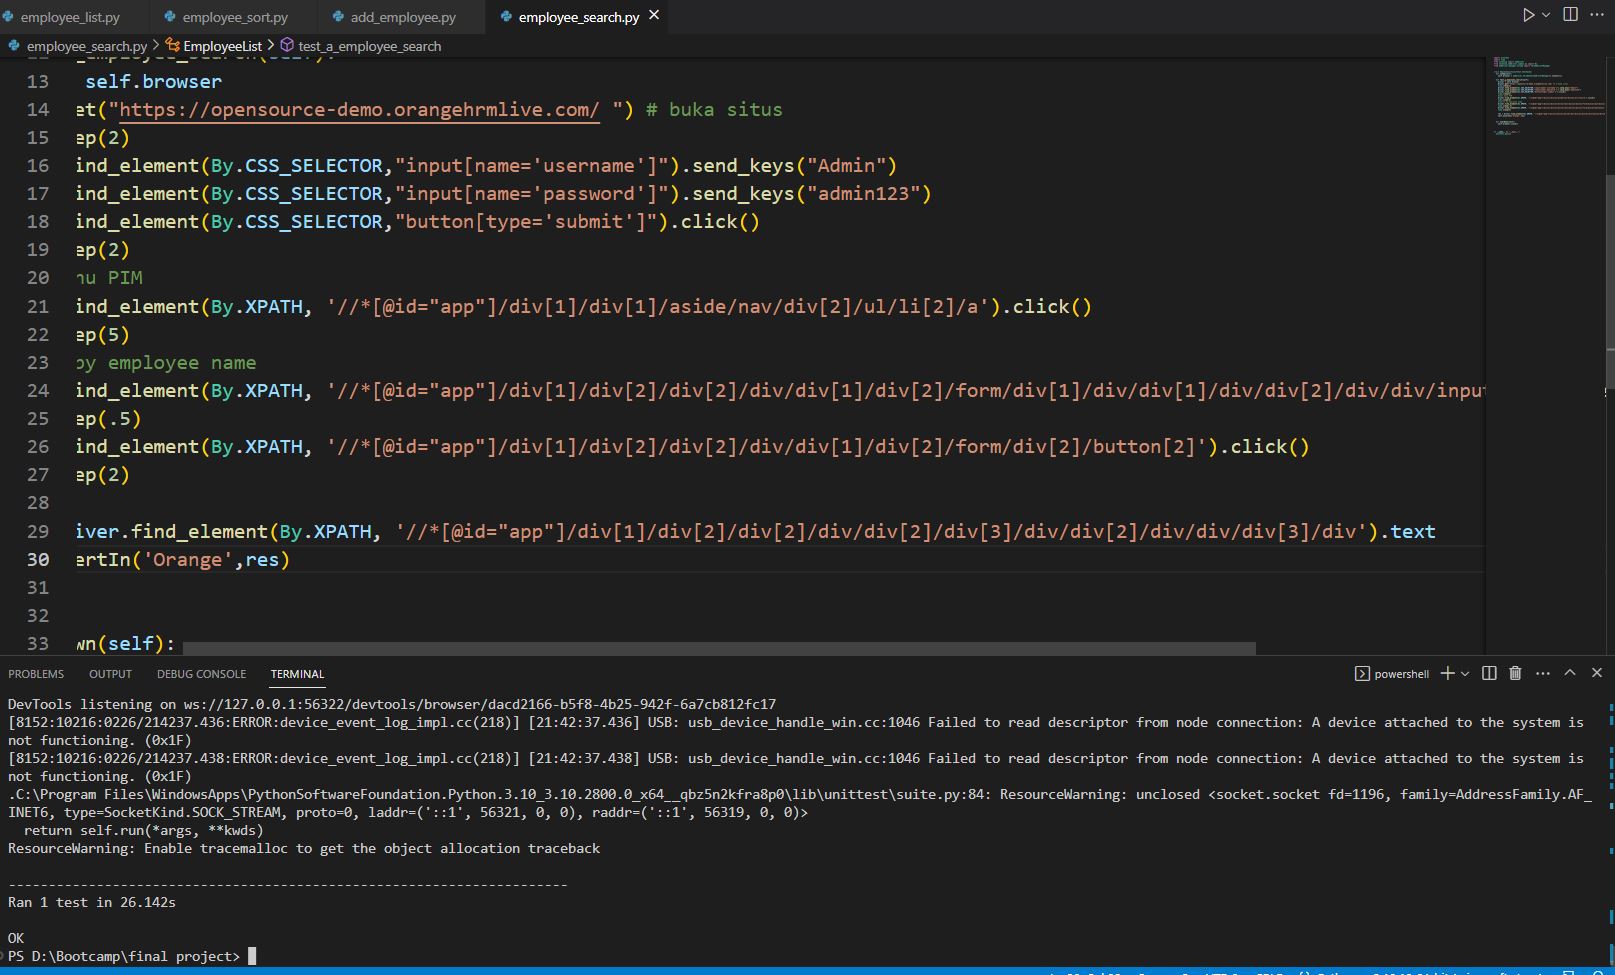 employee_list.py employee_sort.py add_employee.py employee_search.py
employee_search.py > EmployeeList > test_a_employee_search
13 self.browser
14 et("https://opensource-demo.orangehrmlive.com/ ") # buka situs
15 ep(2)
16 ind_element(By.CSS_SELECTOR,"input[name='username']").send_keys("Admin")
17 ind_element(By.CSS_SELECTOR,"input[name='password']").send_keys("admin123")
18 ind_element(By.CSS_SELECTOR,"button[type='submit']").click()
19 ep(2)
20 nu PIM
21 ind_element(By.XPATH, '//*[@id="app"]/div[1]/div[1]/aside/nav/div[2]/ul/li[2]/a').click()
22 ep(5)
23 by employee name
24 ind_element(By.XPATH, '//*[@id="app"]/div[1]/div[2]/div[2]/div/div[1]/div[2]/form/div[1]/div/div[1]/div/div[2]/div/div/input
25 ep(.5)
26 ind_element(By.XPATH, '//*[@id="app"]/div[1]/div[2]/div[2]/div/div[1]/div[2]/form/div[2]/button[2]').click()
27 ep(2)
28
29 iver.find_element(By.XPATH, '//*[@id="app"]/div[1]/div[2]/div[2]/div/div[2]/div[3]/div/div[2]/div/div/div[3]/div').text
30 ertIn('Orange',res)
31
32
33 wn(self):
PROBLEMS OUTPUT DEBUG CONSOLE TERMINAL powershell
DevTools listening on ws://127.0.0.1:56322/devtools/browser/dacd2166-b5f8-4b25-942f-6a7cb812fc17
[8152:10216:0226/214237.436:ERROR:device_event_log_impl.cc(218)] [21:42:37.436] USB: usb_device_handle_win.cc:1046 Failed to read descriptor from node connection: A device attached to the system is
not functioning. (0x1F)
[8152:10216:0226/214237.438:ERROR:device_event_log_impl.cc(218)] [21:42:37.438] USB: usb_device_handle_win.cc:1046 Failed to read descriptor from node connection: A device attached to the system is
not functioning. (0x1F)
.C:\Program Files\WindowsApps\PythonSoftwareFoundation.Python.3.10_3.10.2800.0_x64__qbz5n2kfra8p0\lib\unittest\suite.py:84: ResourceWarning: unclosed <socket.socket fd=1196, family=AddressFamily.AF_
INET6, type=SocketKind.SOCK_STREAM, proto=0, laddr=('::1', 56321, 0, 0), raddr=('::1', 56319, 0, 0)>
return self.run(*args, **kwds)
ResourceWarning: Enable tracemalloc to get the object allocation traceback
----------------------------------------------------------------------
Ran 1 test in 26.142s
OK
PS D:\Bootcamp\final project>